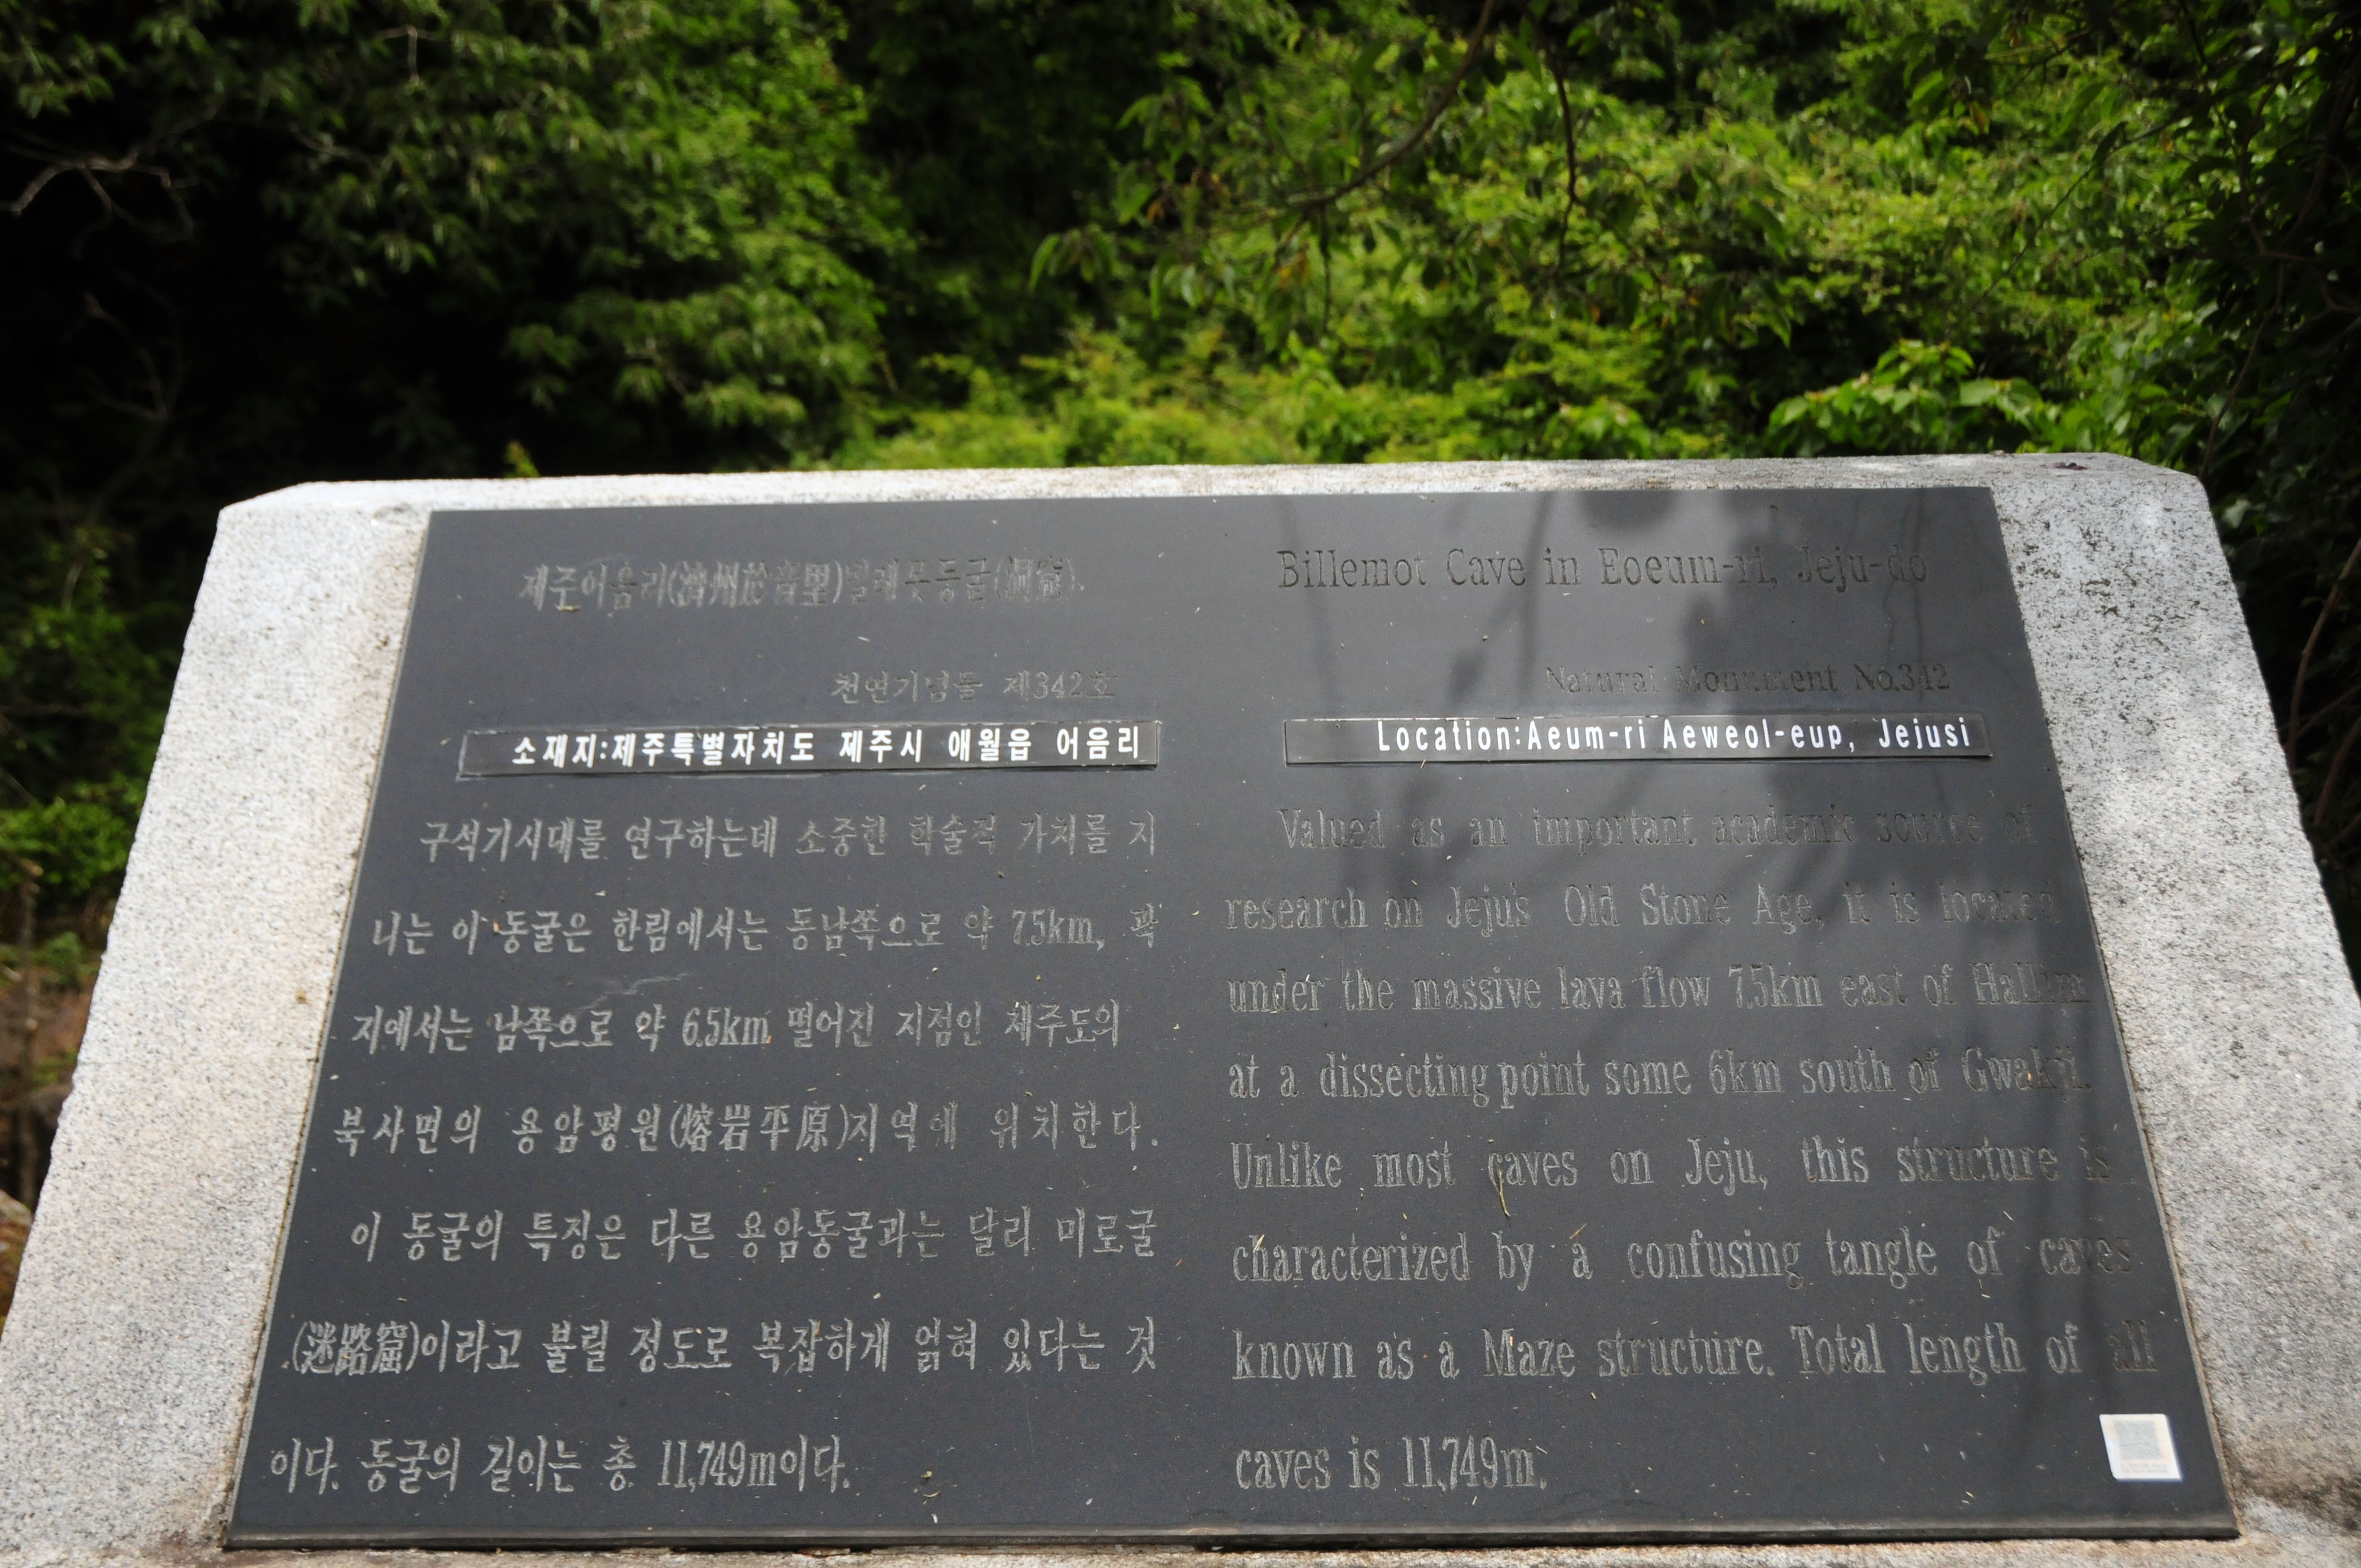 제주어음리(濟州於音里)빌레못동굴(洞窟).
천연기념물 제342호
소재지:제주특별자치도 제주시 애월읍 어음리
구석기시대를 연구하는데 소중한 학술적 가치를 지
니는 이 동굴은 한림에서는 동남쪽으로 약 7.5km, 곽
지에서는 남쪽으로 약 6.5km 떨어진 지점인 제주도의
북사면의 용암평원(熔岩平原)지역에 위치한다.
이 동굴의 특징은 다른 용암동굴과는 달리 미로굴
(迷路窟)이라고 불릴 정도로 복잡하게 얽혀 있다는 것
이다. 동굴의 길이는 총 11,749m이다.
Billemot Cave in Eoeum-ri, Jeju-do
Natural Monument No.342
Location:Aeum-ri Aeweol-eup, Jejusi
Valued as an important academic source of
research on Jeju's Old Stone Age, it is located
under the massive lava flow 7.5km east of Hallim
at a dissecting point some 6km south of Gwakji.
Unlike most caves on Jeju, this structure is
characterized by a confusing tangle of caves
known as a Maze structure. Total length of all
caves is 11,749m.